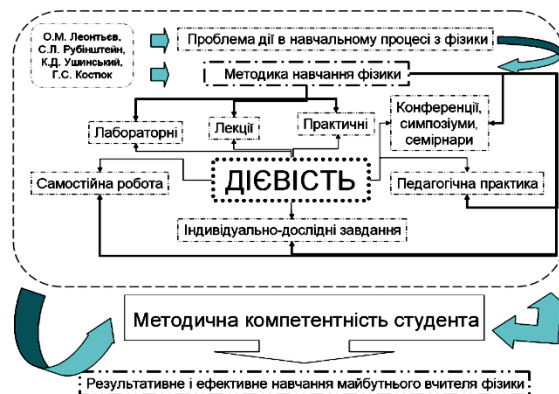 О.М. Леонтьєв,
С.Л. Рубінштейн,
К.Д. Ушинський,
Г.С. Костюк
Проблема дії в навчальному процесі з фізики
Методика навчання фізики
Лабораторні
Лекції
Практичні
Конференції,
симпозіуми,
семірнари
Самостійна робота
ДІЄВІСТЬ
Педагогічна практика
Індивідуально-дослідні завдання
Методична компетентність студента
Результативне і ефективне навчання майбутнього вчителя фізики